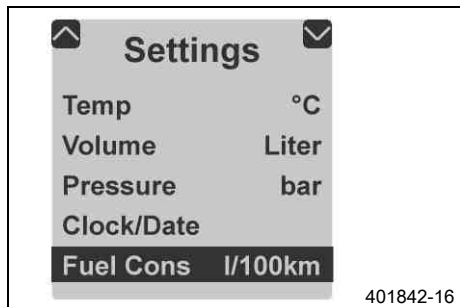 Settings
Temp °C
Volume Liter
Pressure bar
Clock/Date
Fuel Cons l/100km
401842-16